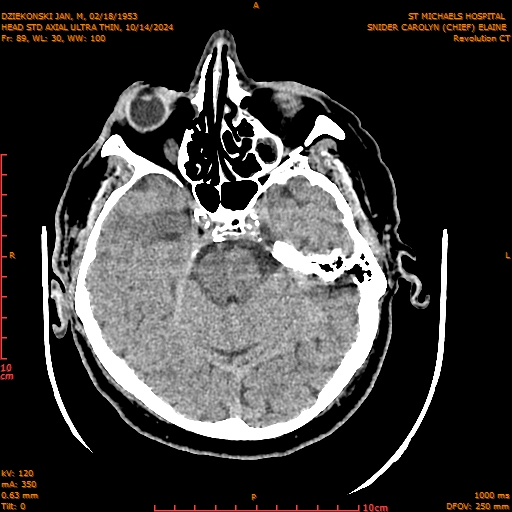 A
DZIEKONSKI JAN, M, 02/18/1953
HEAD STD AXIAL ULTRA THIN, 10/14/2024
Fr: 89, WL: 30, WW: 100
ST MICHAELS HOSPITAL
SNIDER CAROLYN (CHIEF) ELAINE
Revolution CT
R
L
10
cm
kV: 120
mA: 350
0.63 mm
Tilt: 0
P
10cm
1000 ms
DFOV: 250 mm